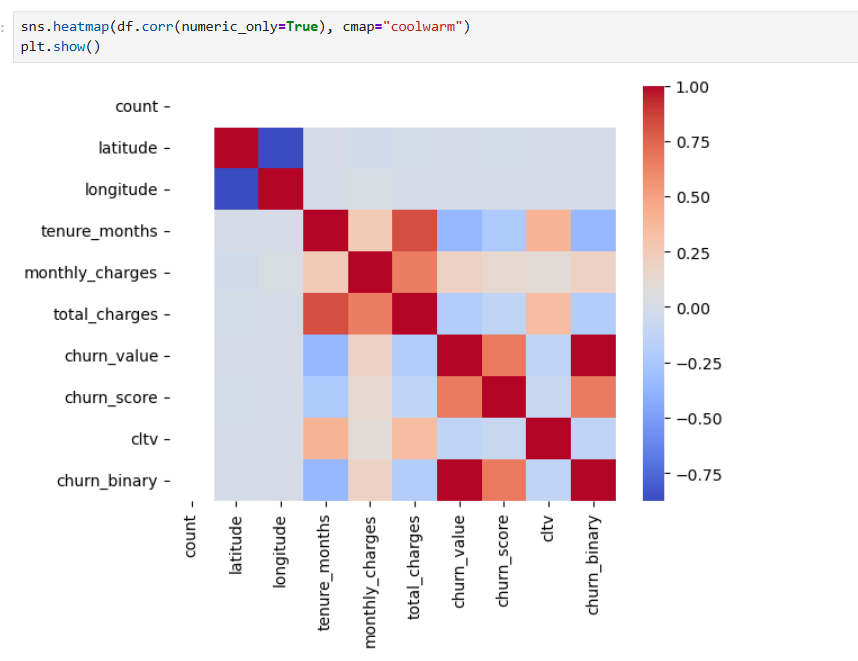 :
sns.heatmap(df.corr(numeric_only=True), cmap="coolwarm")
plt.show()
count
latitude
longitude
tenure_months
monthly_charges
total_charges
churn_value
churn_score
cltv
churn_binary
count
latitude
longitude
tenure_months
monthly_charges
total_charges
churn_value
churn_score
cltv
churn_binary
1.00
0.75
0.50
0.25
0.00
−0.25
−0.50
−0.75